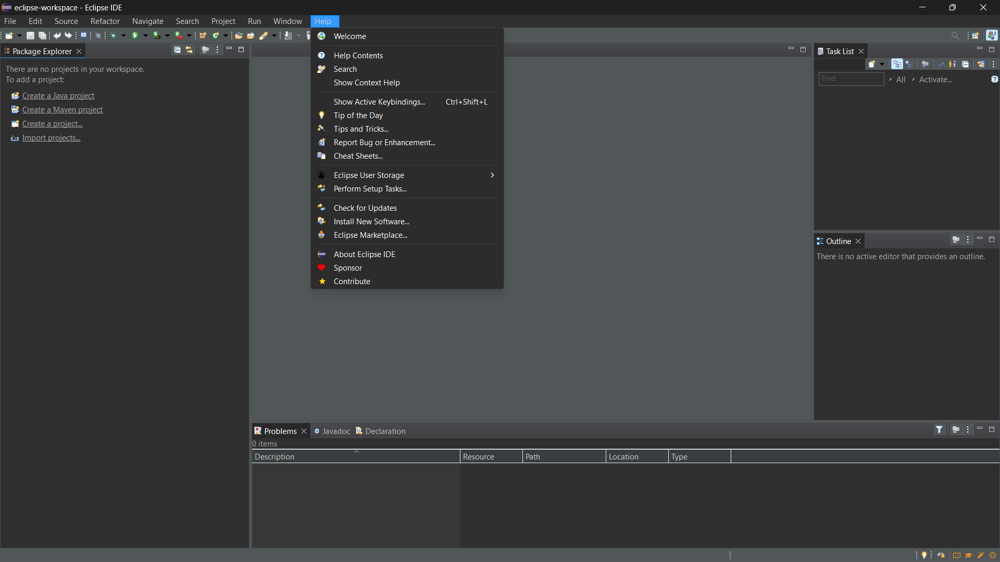 eclipse-workspace - Eclipse IDE
File Edit Source Refactor Navigate Search Project Run Window Help
Package Explorer
There are no projects in your workspace.
To add a project:
Create a Java project
Create a Maven project
Create a project...
Import projects...
Welcome
Help Contents
Search
Show Context Help
Show Active Keybindings... Ctrl+Shift+L
Tip of the Day
Tips and Tricks...
Report Bug or Enhancement...
Cheat Sheets...
Eclipse User Storage
Perform Setup Tasks...
Check for Updates
Install New Software...
Eclipse Marketplace...
About Eclipse IDE
Sponsor
Contribute
Task List
Find All Activate...
Outline
There is no active editor that provides an outline.
Problems Javadoc Declaration
0 items
Description Resource Path Location Type